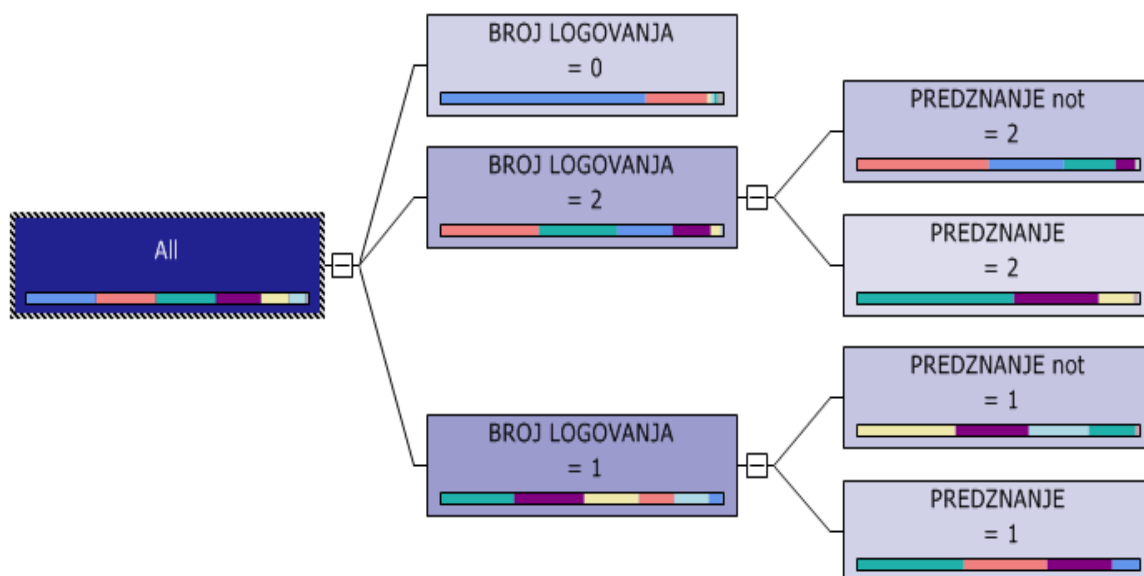 All
BROJ LOGOVANJA
= 0
BROJ LOGOVANJA
= 2
BROJ LOGOVANJA
= 1
PREDZNANJE not
= 2
PREDZNANJE
= 2
PREDZNANJE not
= 1
PREDZNANJE
= 1